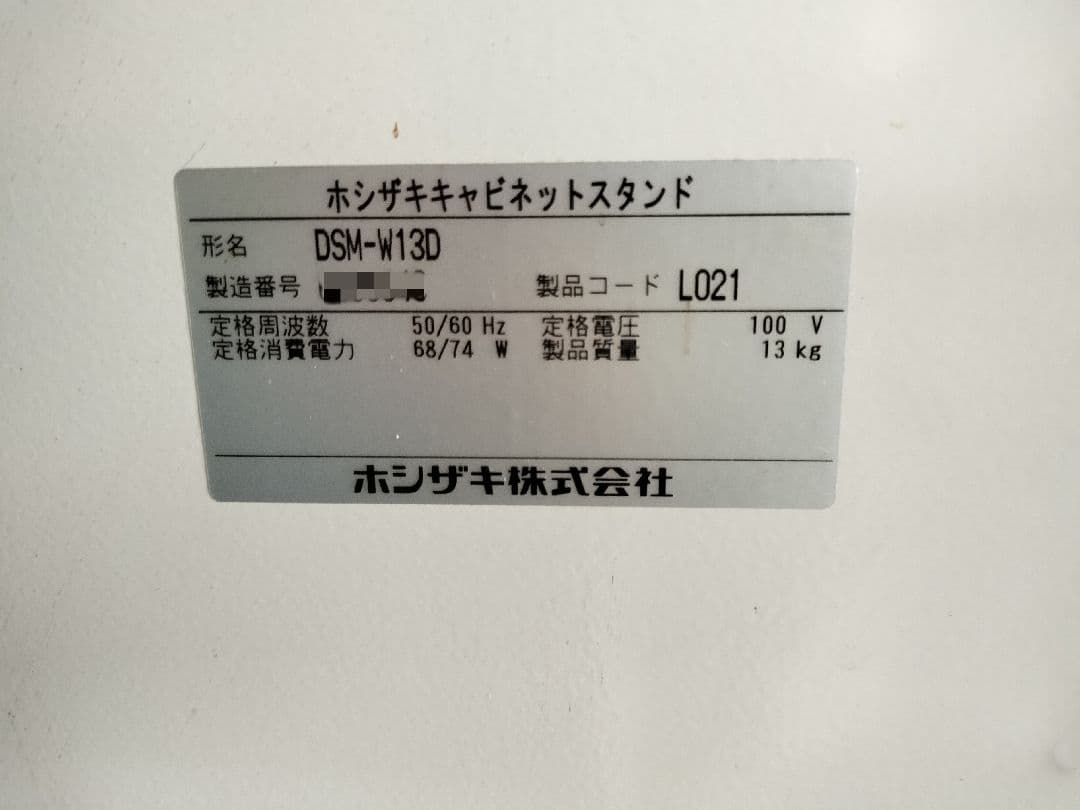 ホシザキキャビネットスタンド
形名 DSM-W13D
製造番号 製品コード L021
定格周波数 50/60 Hz 定格電圧 100 V
定格消費電力 68/74 W 製品質量 13 kg
ホシザキ株式会社